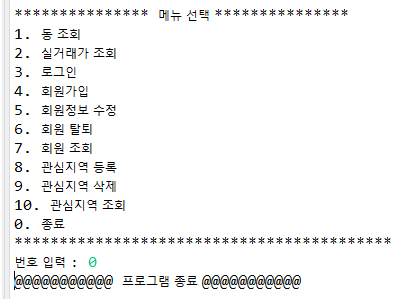 *************** 메뉴 선택 ***************
1. 동 조회
2. 실거래가 조회
3. 로그인
4. 회원가입
5. 회원정보 수정
6. 회원 탈퇴
7. 회원 조회
8. 관심지역 등록
9. 관심지역 삭제
10. 관심지역 조회
0. 종료
******************************************
번호 입력 : 0
@@@@@@@@@@@ 프로그램 종료 @@@@@@@@@@@